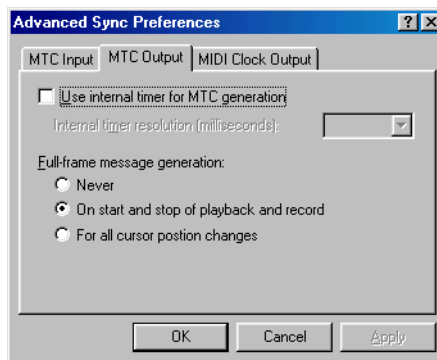 Advanced Sync Preferences
MTC Input MTC Output MIDI Clock Output
Use internal timer for MTC generation
Internal timer resolution (milliseconds):
Full-frame message generation:
Never
On start and stop of playback and record
For all cursor postion changes
OK Cancel Apply